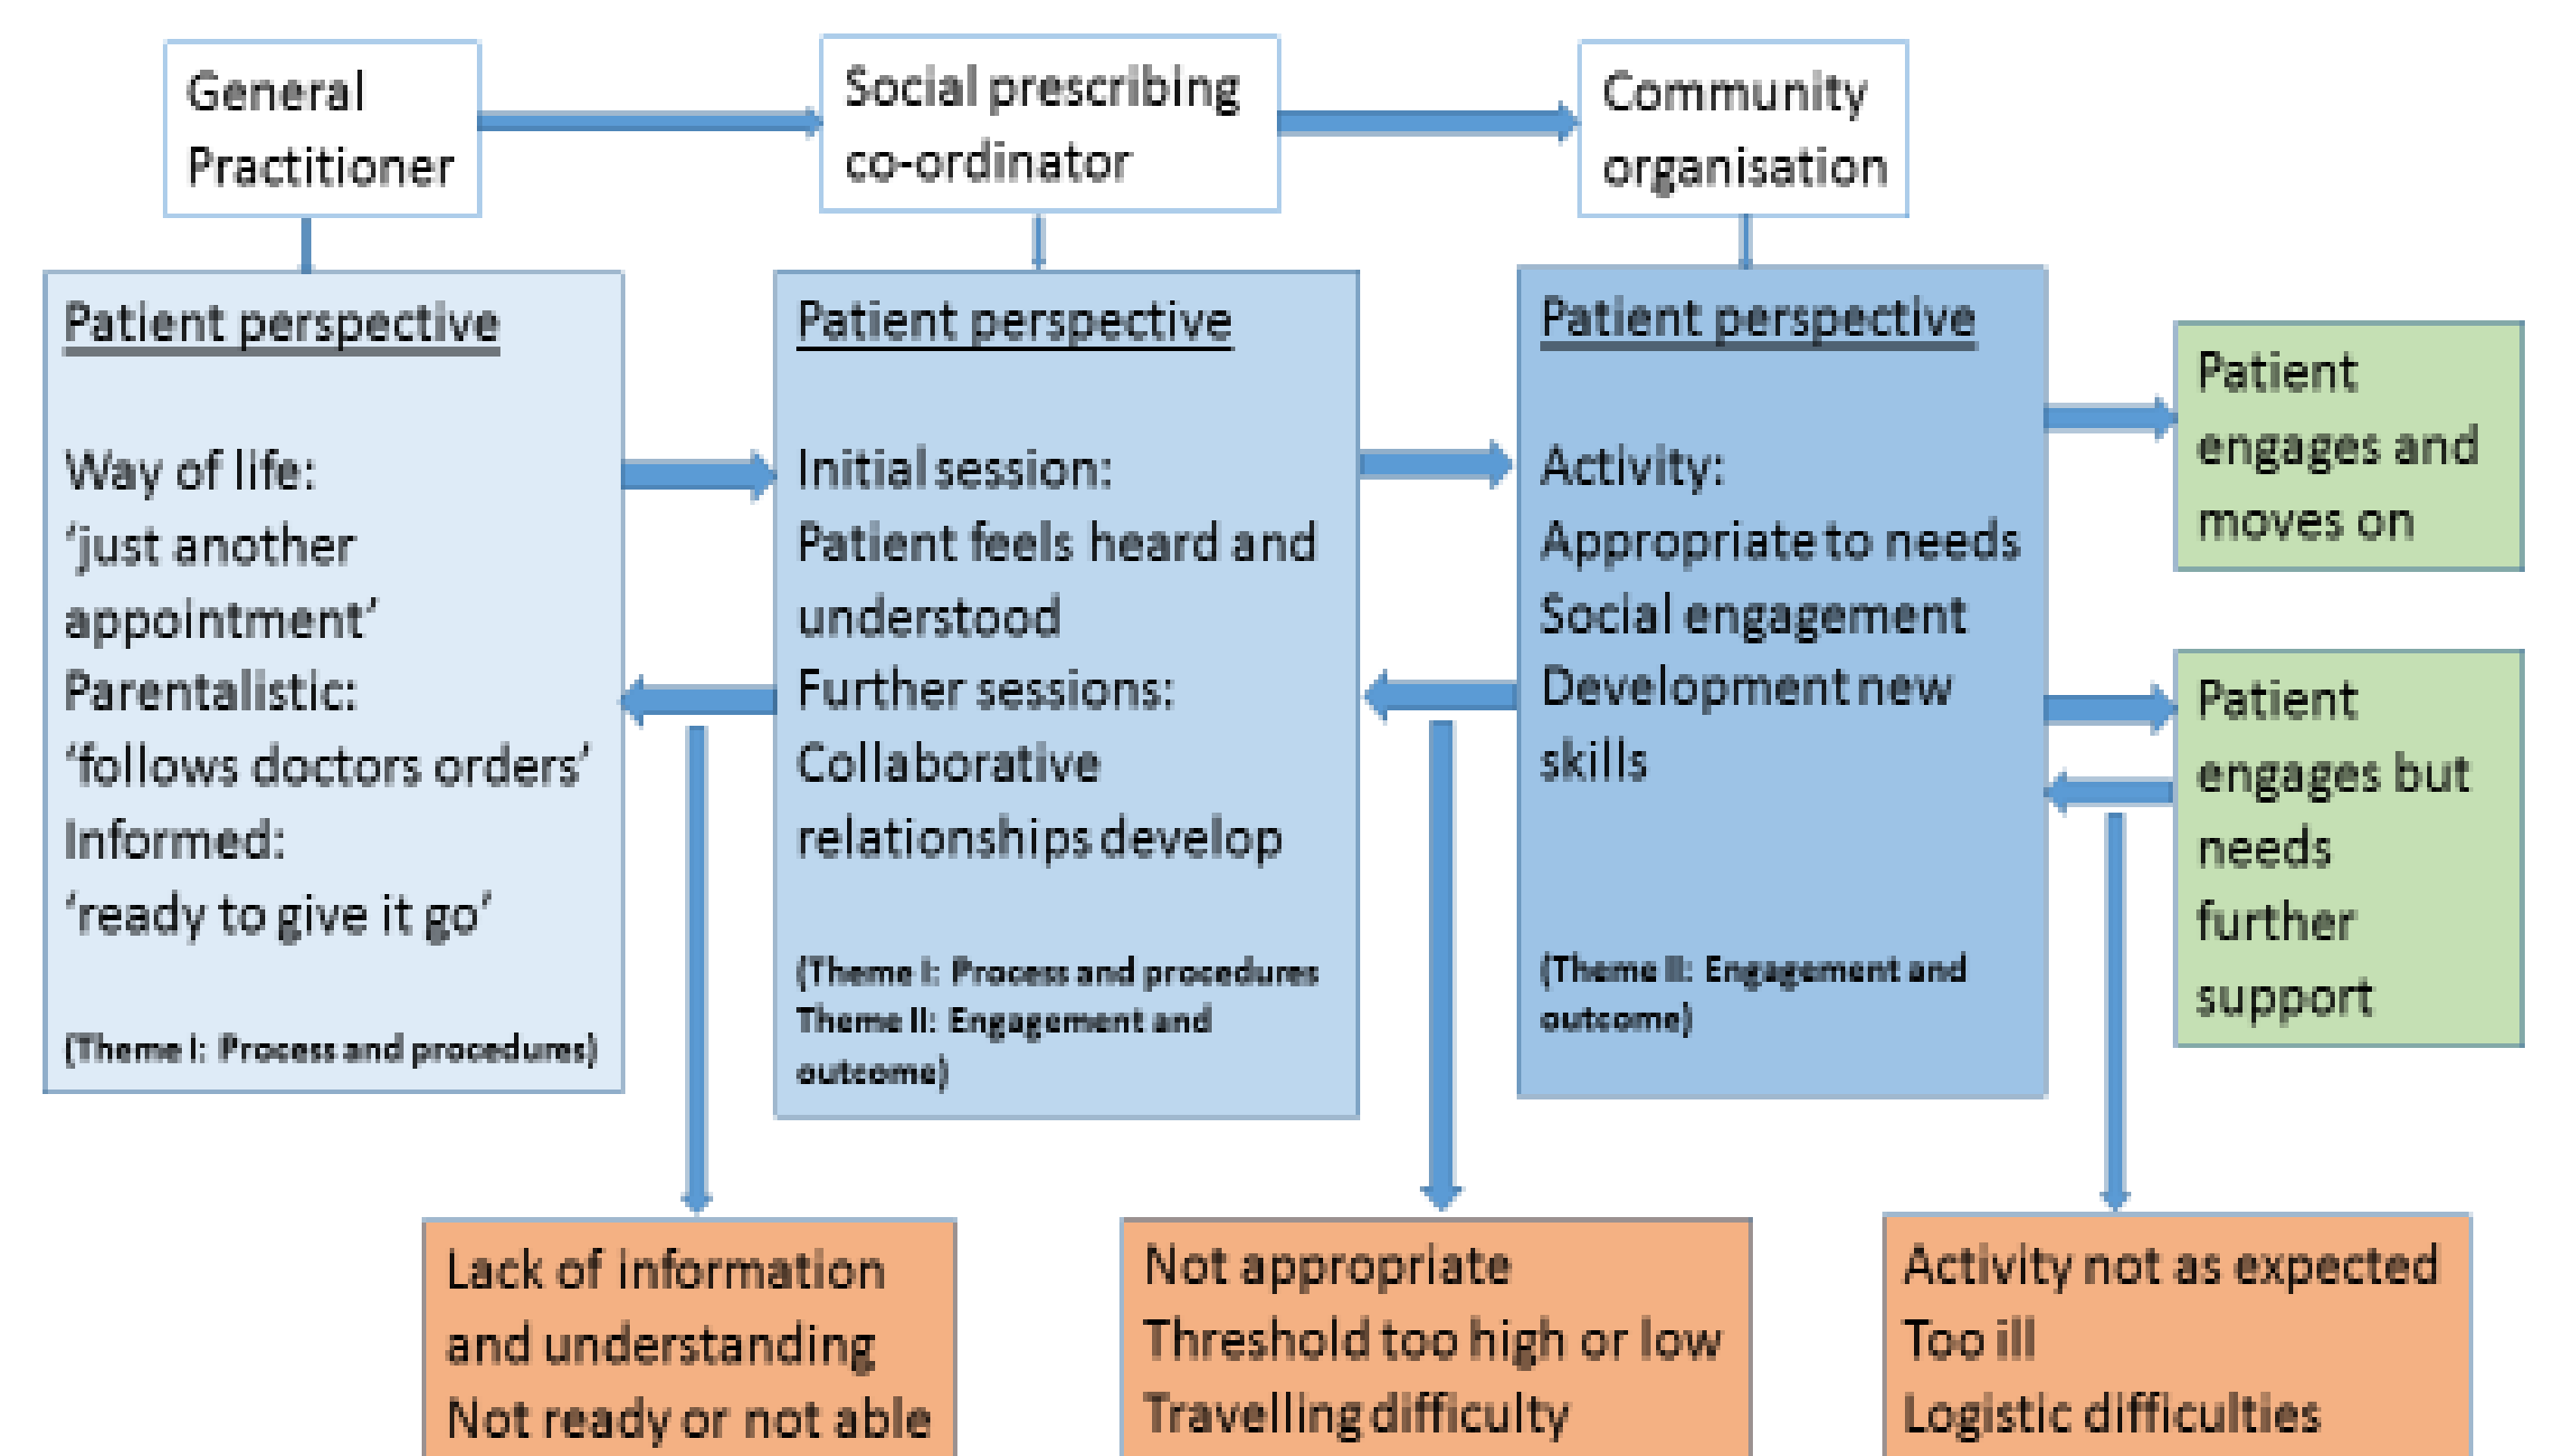 General
Practitioner
Social prescribing
co-ordinator
Community
organisation
Patient perspective
Way of life:
‘just another
appointment’
Parentalistic:
‘follows doctors orders’
Informed:
‘ready to give it go’
(Theme I: Process and procedures)
Patient perspective
Initial session:
Patient feels heard and
understood
Further sessions:
Collaborative
relationships develop
(Theme I: Process and procedures
Theme II: Engagement and
outcome)
Patient perspective
Activity:
Appropriate to needs
Social engagement
Development new
skills
(Theme II: Engagement and
outcome)
Patient
engages and
moves on
Patient
engages but
needs
further
support
Lack of information
and understanding
Not ready or not able
Not appropriate
Threshold too high or low
Travelling difficulty
Activity not as expected
Too ill
Logistic difficulties